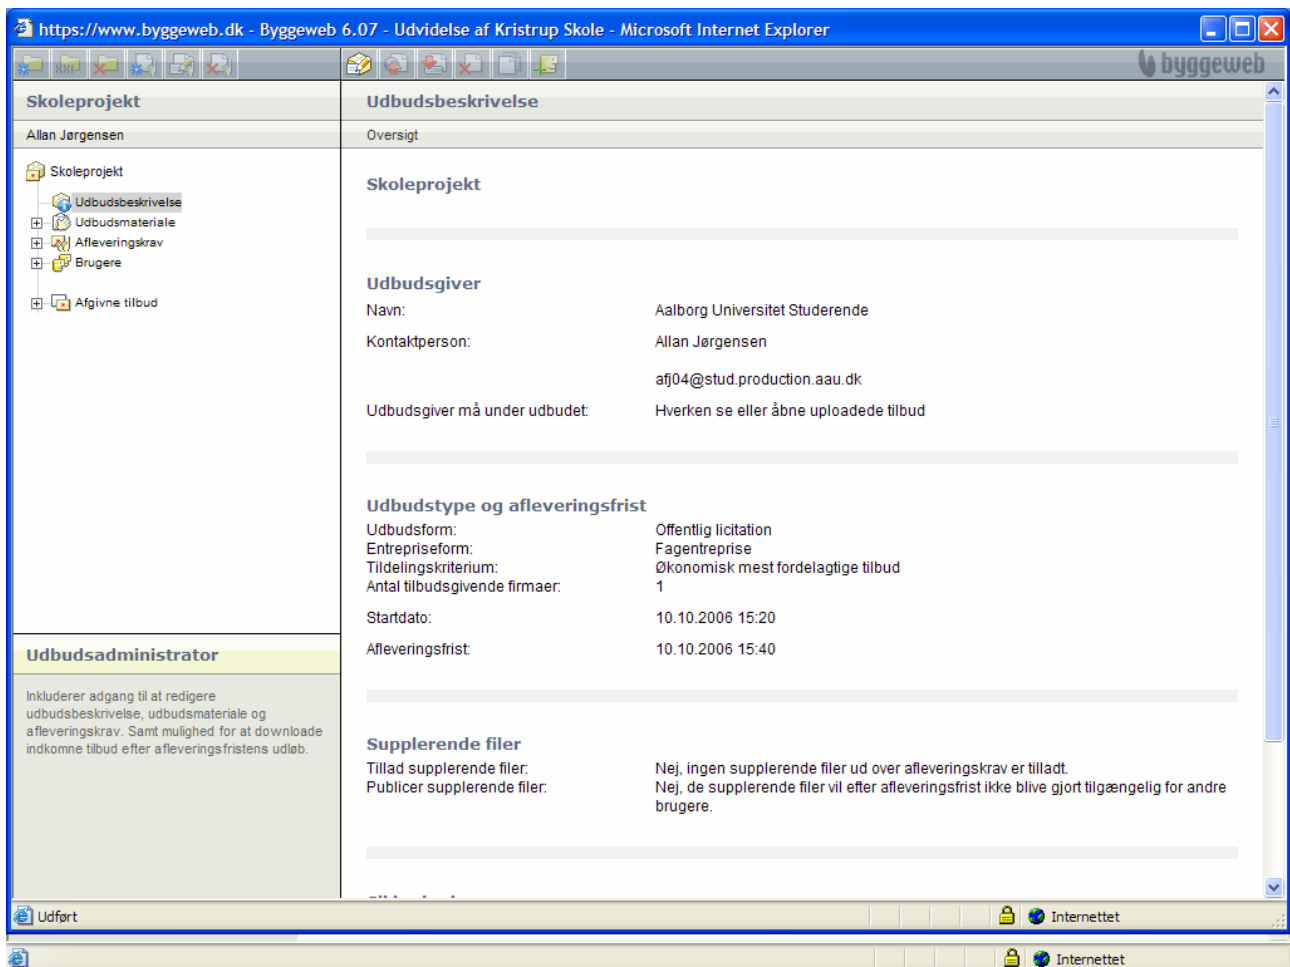 https://www.byggeweb.dk - Byggeweb 6.07 - Udvidelse af Kristrup Skole - Microsoft Internet Explorer
byggeweb
Skoleprojekt
Allan Jørgensen
Skoleprojekt
Udbudsbeskrivelse
Udbudsmateriale
Afleveringskrav
Brugere
Afgivne tilbud
Udbudsadministrator
Inkluderer adgang til at redigere
udbudsbeskrivelse, udbudsmateriale og
afleveringskrav. Samt mulighed for at downloade
indkomne tilbud efter afleveringsfristens udløb.
Udbudsbeskrivelse
Oversigt
Skoleprojekt
Udbudsgiver
Navn: Aalborg Universitet Studerende
Kontaktperson: Allan Jørgensen
afj04@stud.production.aau.dk
Udbudsgiver må under udbudet: Hverken se eller åbne uploadede tilbud
Udbudstype og afleveringsfrist
Udbudsform: Offentlig licitation
Entrepriseform: Fagentreprise
Tildelingskriterium: Økonomisk mest fordelagtige tilbud
Antal tilbudsgivende firmaer: 1
Startdato: 10.10.2006 15:20
Afleveringsfrist: 10.10.2006 15:40
Supplerende filer
Tillad supplerende filer: Nej, ingen supplerende filer ud over afleveringskrav er tilladt.
Publicer supplerende filer: Nej, de supplerende filer vil efter afleveringsfrist ikke blive gjort tilgængelig for andre
brugere.
Udført
Internettet
Internettet